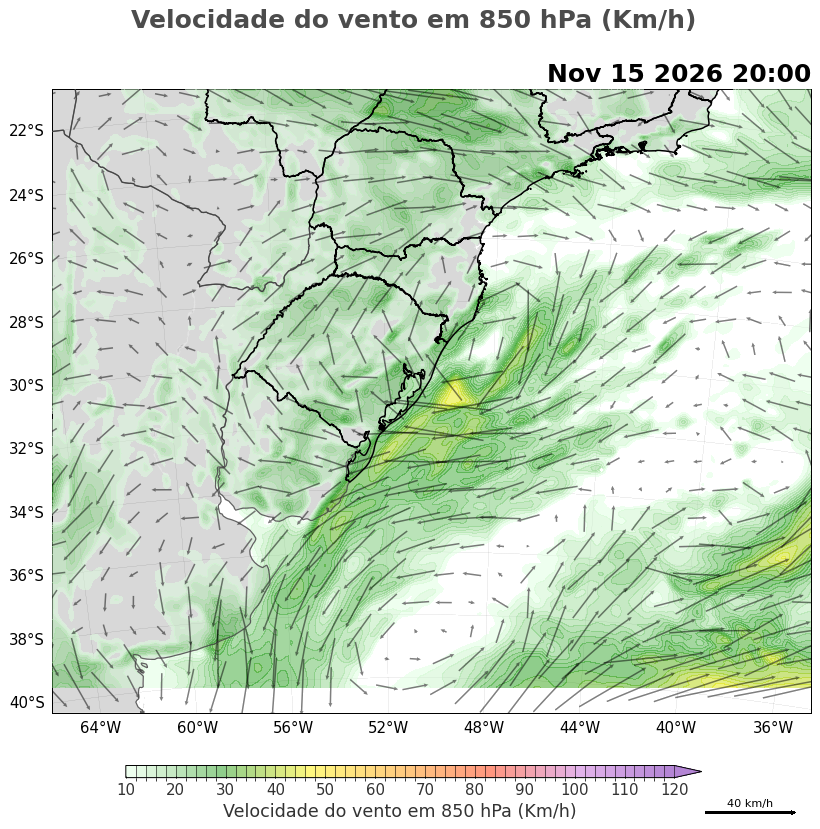 Velocidade do vento em 850 hPa (Km/h)
Nov 15 2026 20:00
22°S
24°S
26°S
28°S
30°S
32°S
34°S
36°S
38°S
40°S
64°W 60°W 56°W 52°W 48°W 44°W 40°W 36°W
10 20 30 40 50 60 70 80 90 100 110 120
40 km/h
Velocidade do vento em 850 hPa (Km/h)